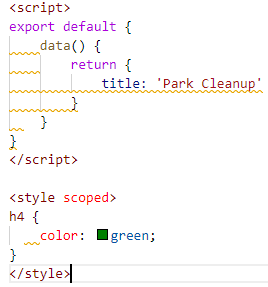 <script>
export default {
    data() {
        return {
            title: 'Park Cleanup'
        }
    }
}
</script>

<style scoped>
h4 {
    color: green;
}
</style>